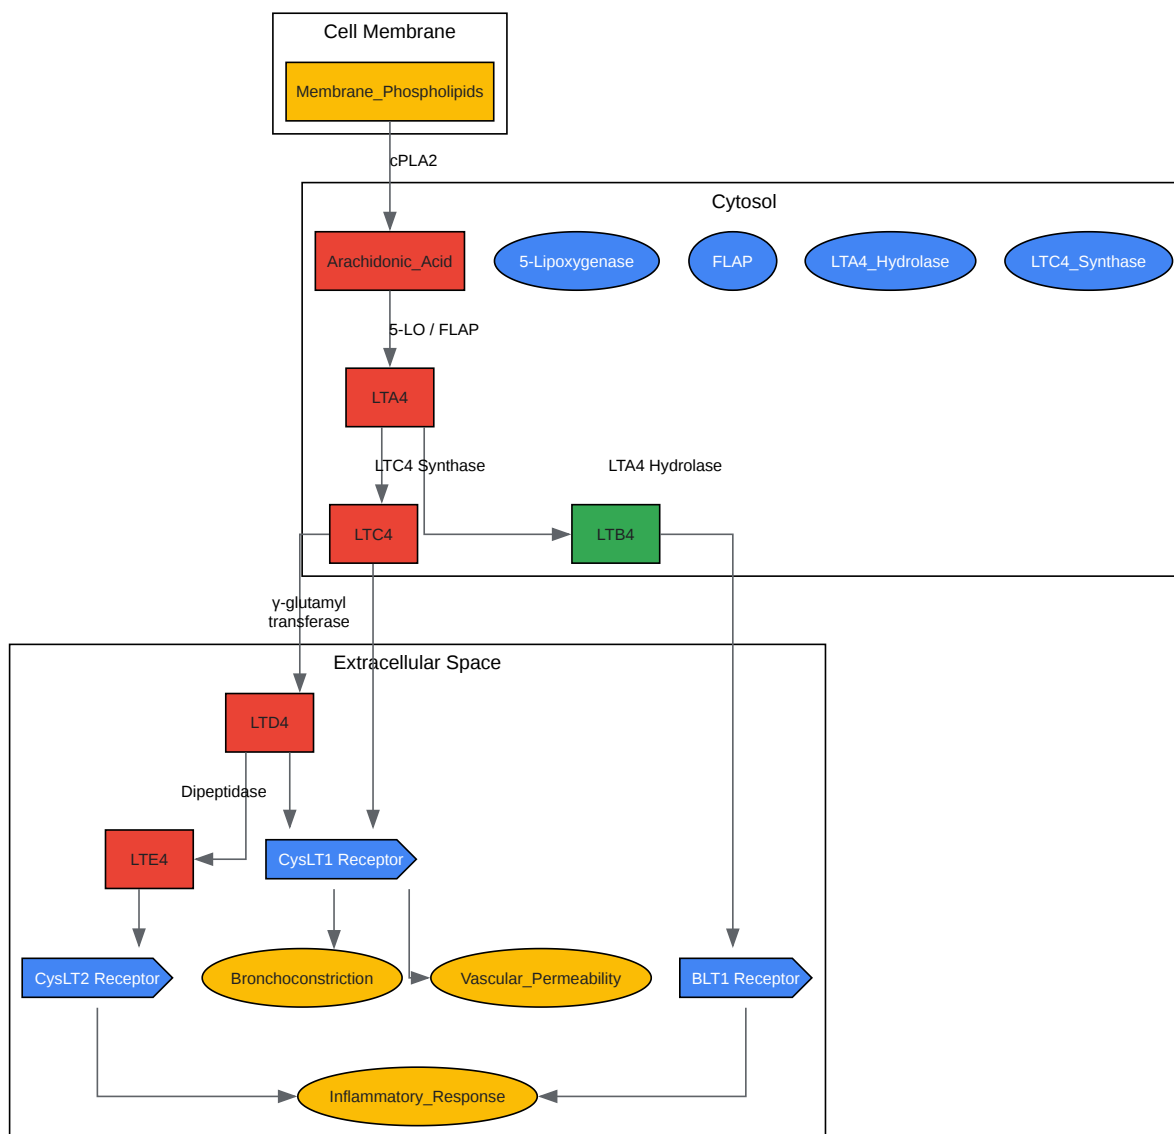 Cell Membrane
Membrane_Phospholipids
cPLA2
Cytosol
Arachidonic_Acid
5-Lipoxygenase
FLAP
LTA4_Hydrolase
LTC4_Synthase
5-LO / FLAP
LTA4
LTC4 Synthase
LTA4 Hydrolase
LTC4
LTB4
γ-glutamyl
transferase
Extracellular Space
LTD4
Dipeptidase
LTE4
CysLT1 Receptor
CysLT2 Receptor
Bronchoconstriction
Vascular_Permeability
BLT1 Receptor
Inflammatory_Response